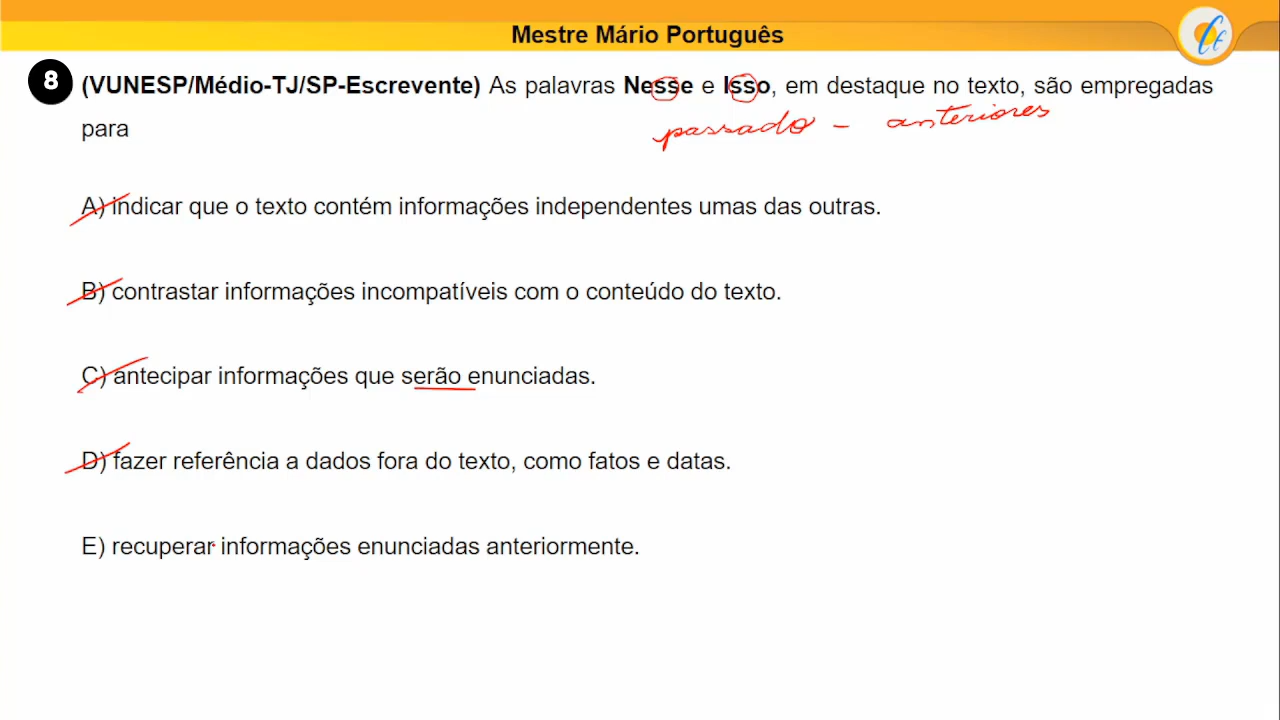 Mestre Mário Português
8
(VUNESP/Médio-TJ/SP-Escrevente) As palavras Nesse e Isso, em destaque no texto, são empregadas
para
passado - anteriores
A) indicar que o texto contém informações independentes umas das outras.
B) contrastar informações incompatíveis com o conteúdo do texto.
C) antecipar informações que serão enunciadas.
D) fazer referência a dados fora do texto, como fatos e datas.
E) recuperar informações enunciadas anteriormente.